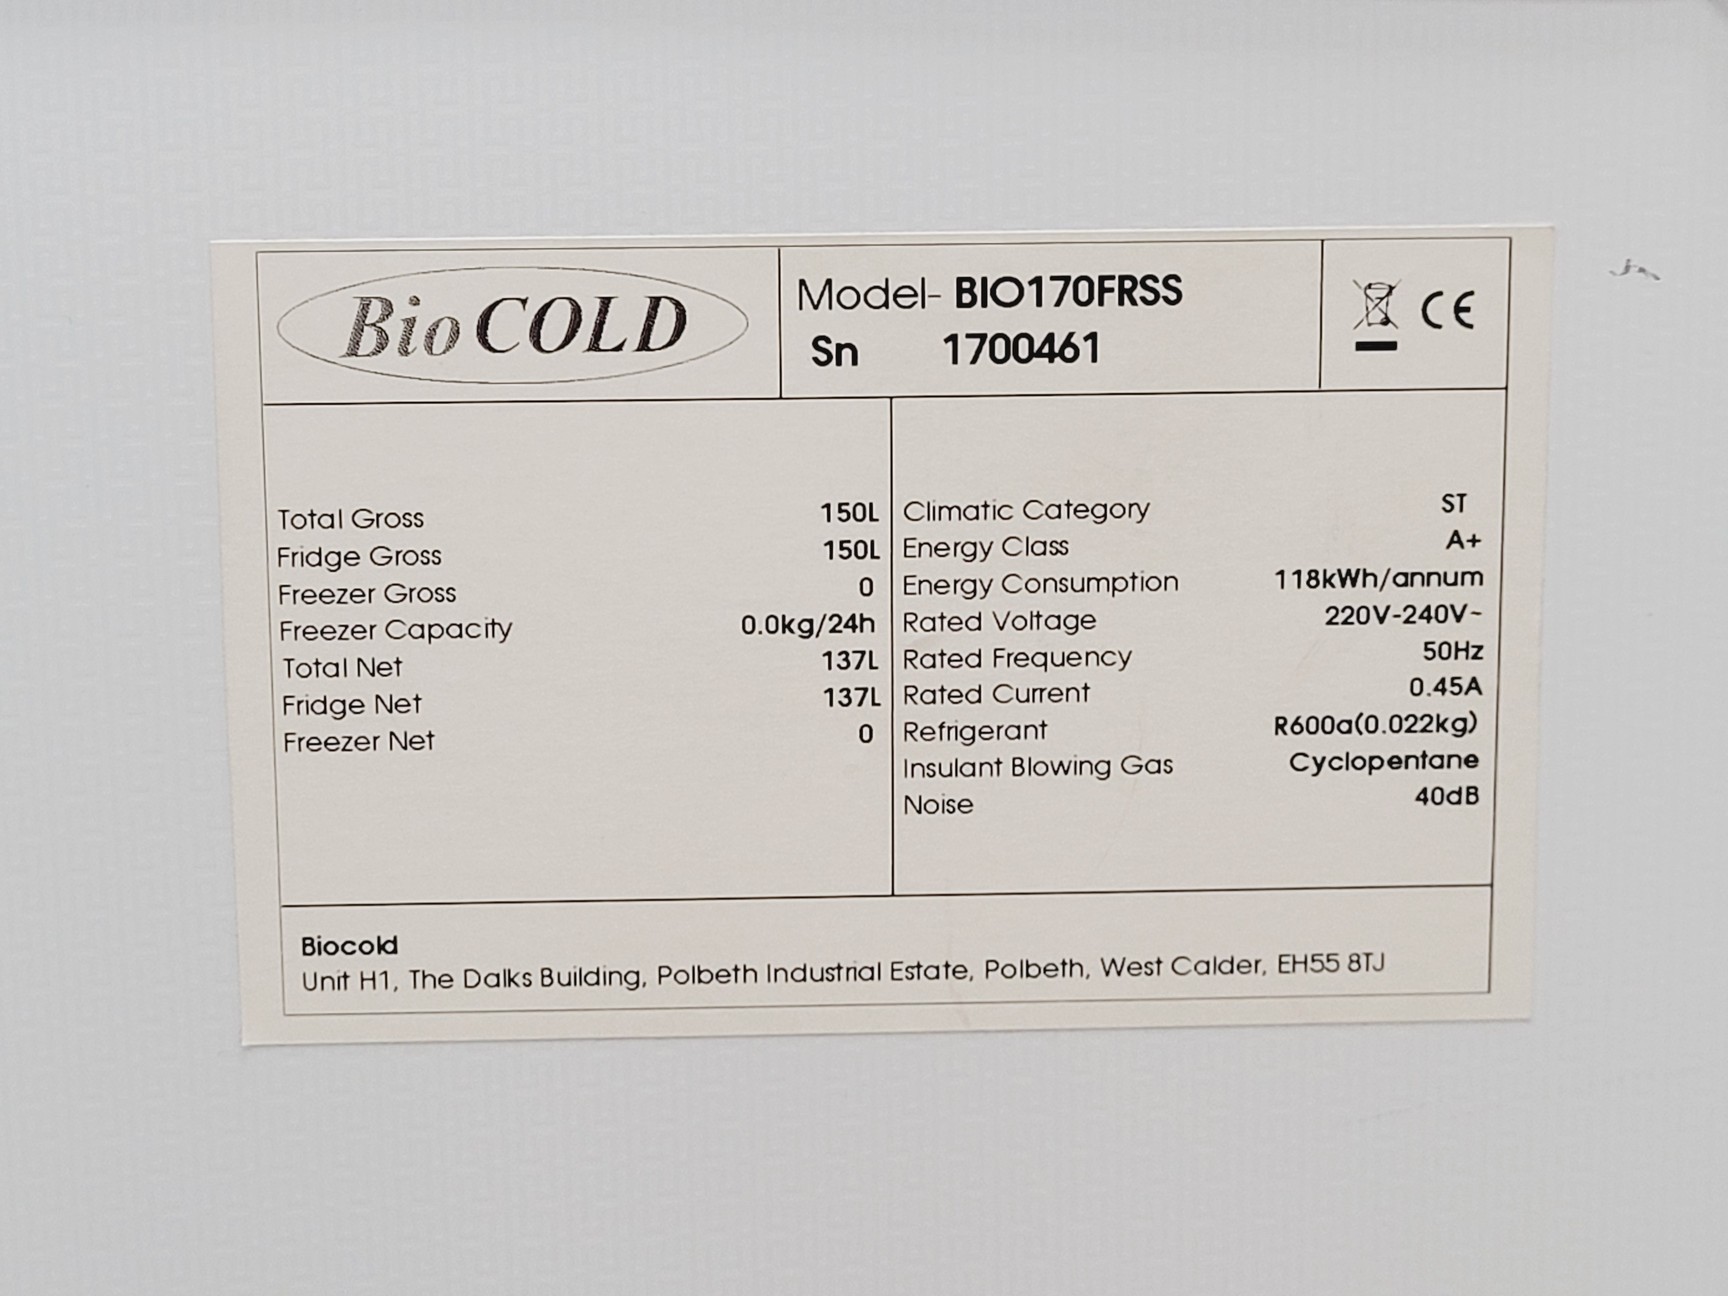 Bio COLD
Model- BIO170FRSS
Sn 1700461
CE
Total Gross 150L
Fridge Gross 150L
Freezer Gross 0
Freezer Capacity 0.0kg/24h
Total Net 137L
Fridge Net 137L
Freezer Net 0
Climatic Category ST
Energy Class A+
Energy Consumption 118kWh/annum
Rated Voltage 220V-240V~
Rated Frequency 50Hz
Rated Current 0.45A
Refrigerant R600a(0.022kg)
Insulant Blowing Gas Cyclopentane
Noise 40dB
Biocold
Unit H1, The Dalks Building, Polbeth Industrial Estate, Polbeth, West Calder, EH55 8TJ